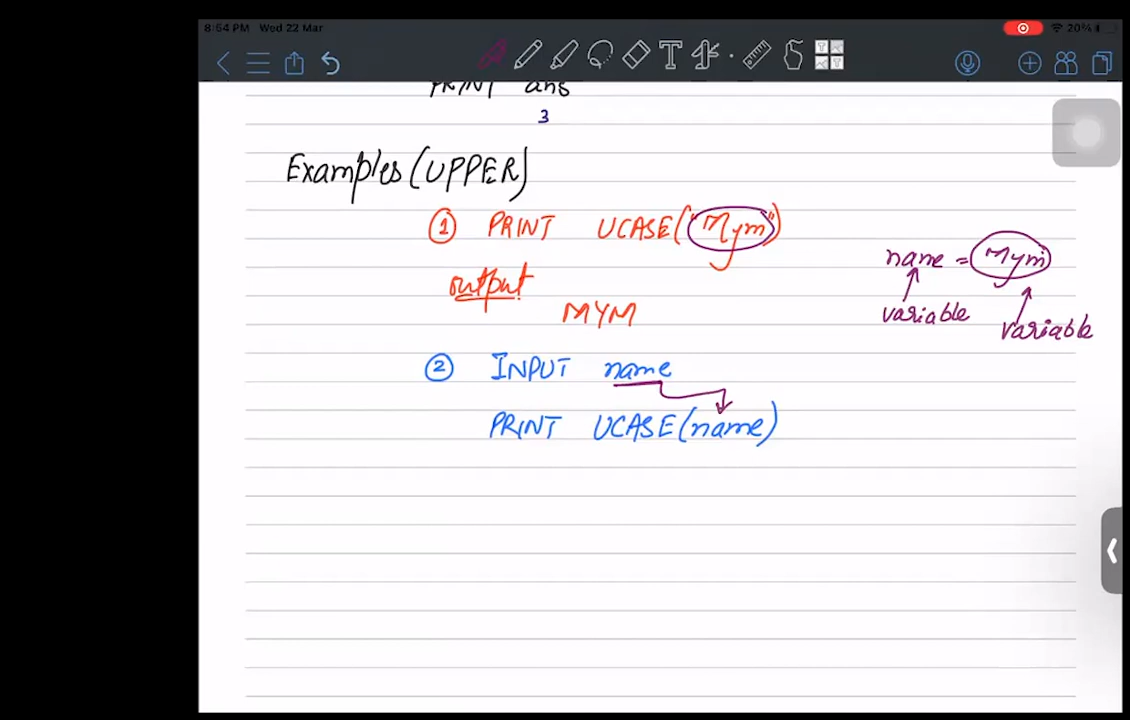 8:54 PM Wed 22 Mar
20%
PRINT ans
3
Examples (UPPER)
① PRINT UCASE("Mym")
output
MYM
name = Mym
variable
variable
② INPUT name
PRINT UCASE(name)